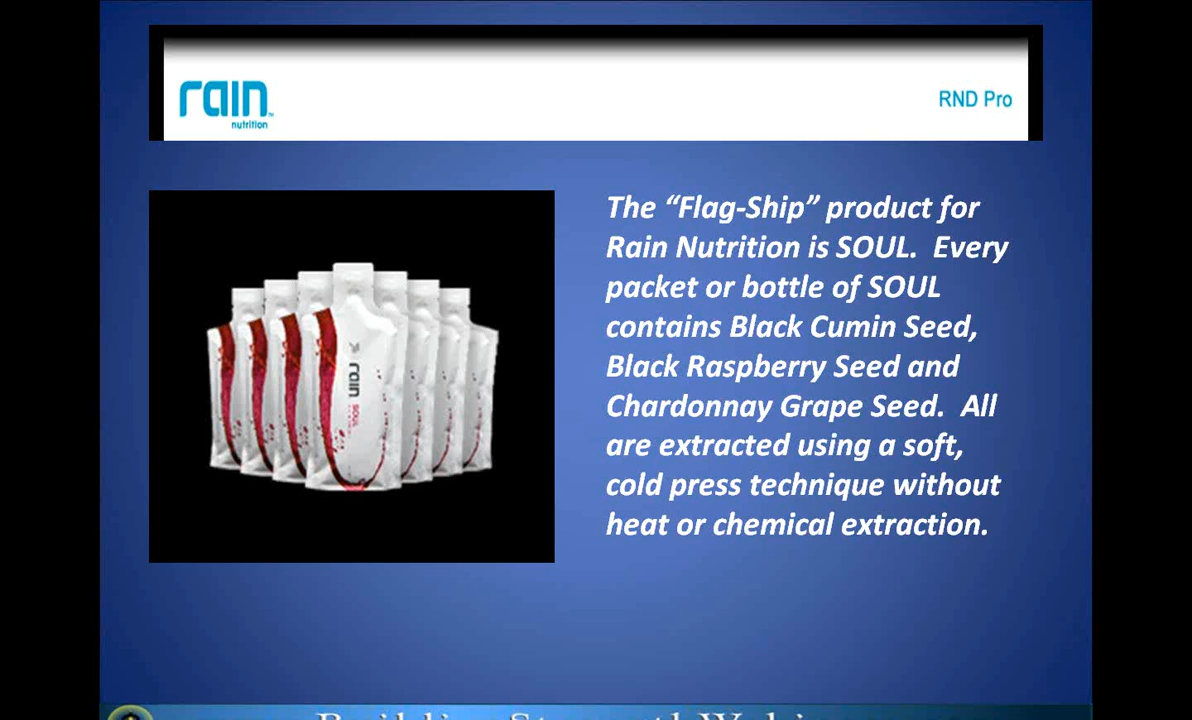 rain
nutrition
RND Pro
The “Flag-Ship” product for
Rain Nutrition is SOUL.  Every
packet or bottle of SOUL
contains Black Cumin Seed,
Black Raspberry Seed and
Chardonnay Grape Seed.  All
are extracted using a soft,
cold press technique without
heat or chemical extraction.
rain
SOUL